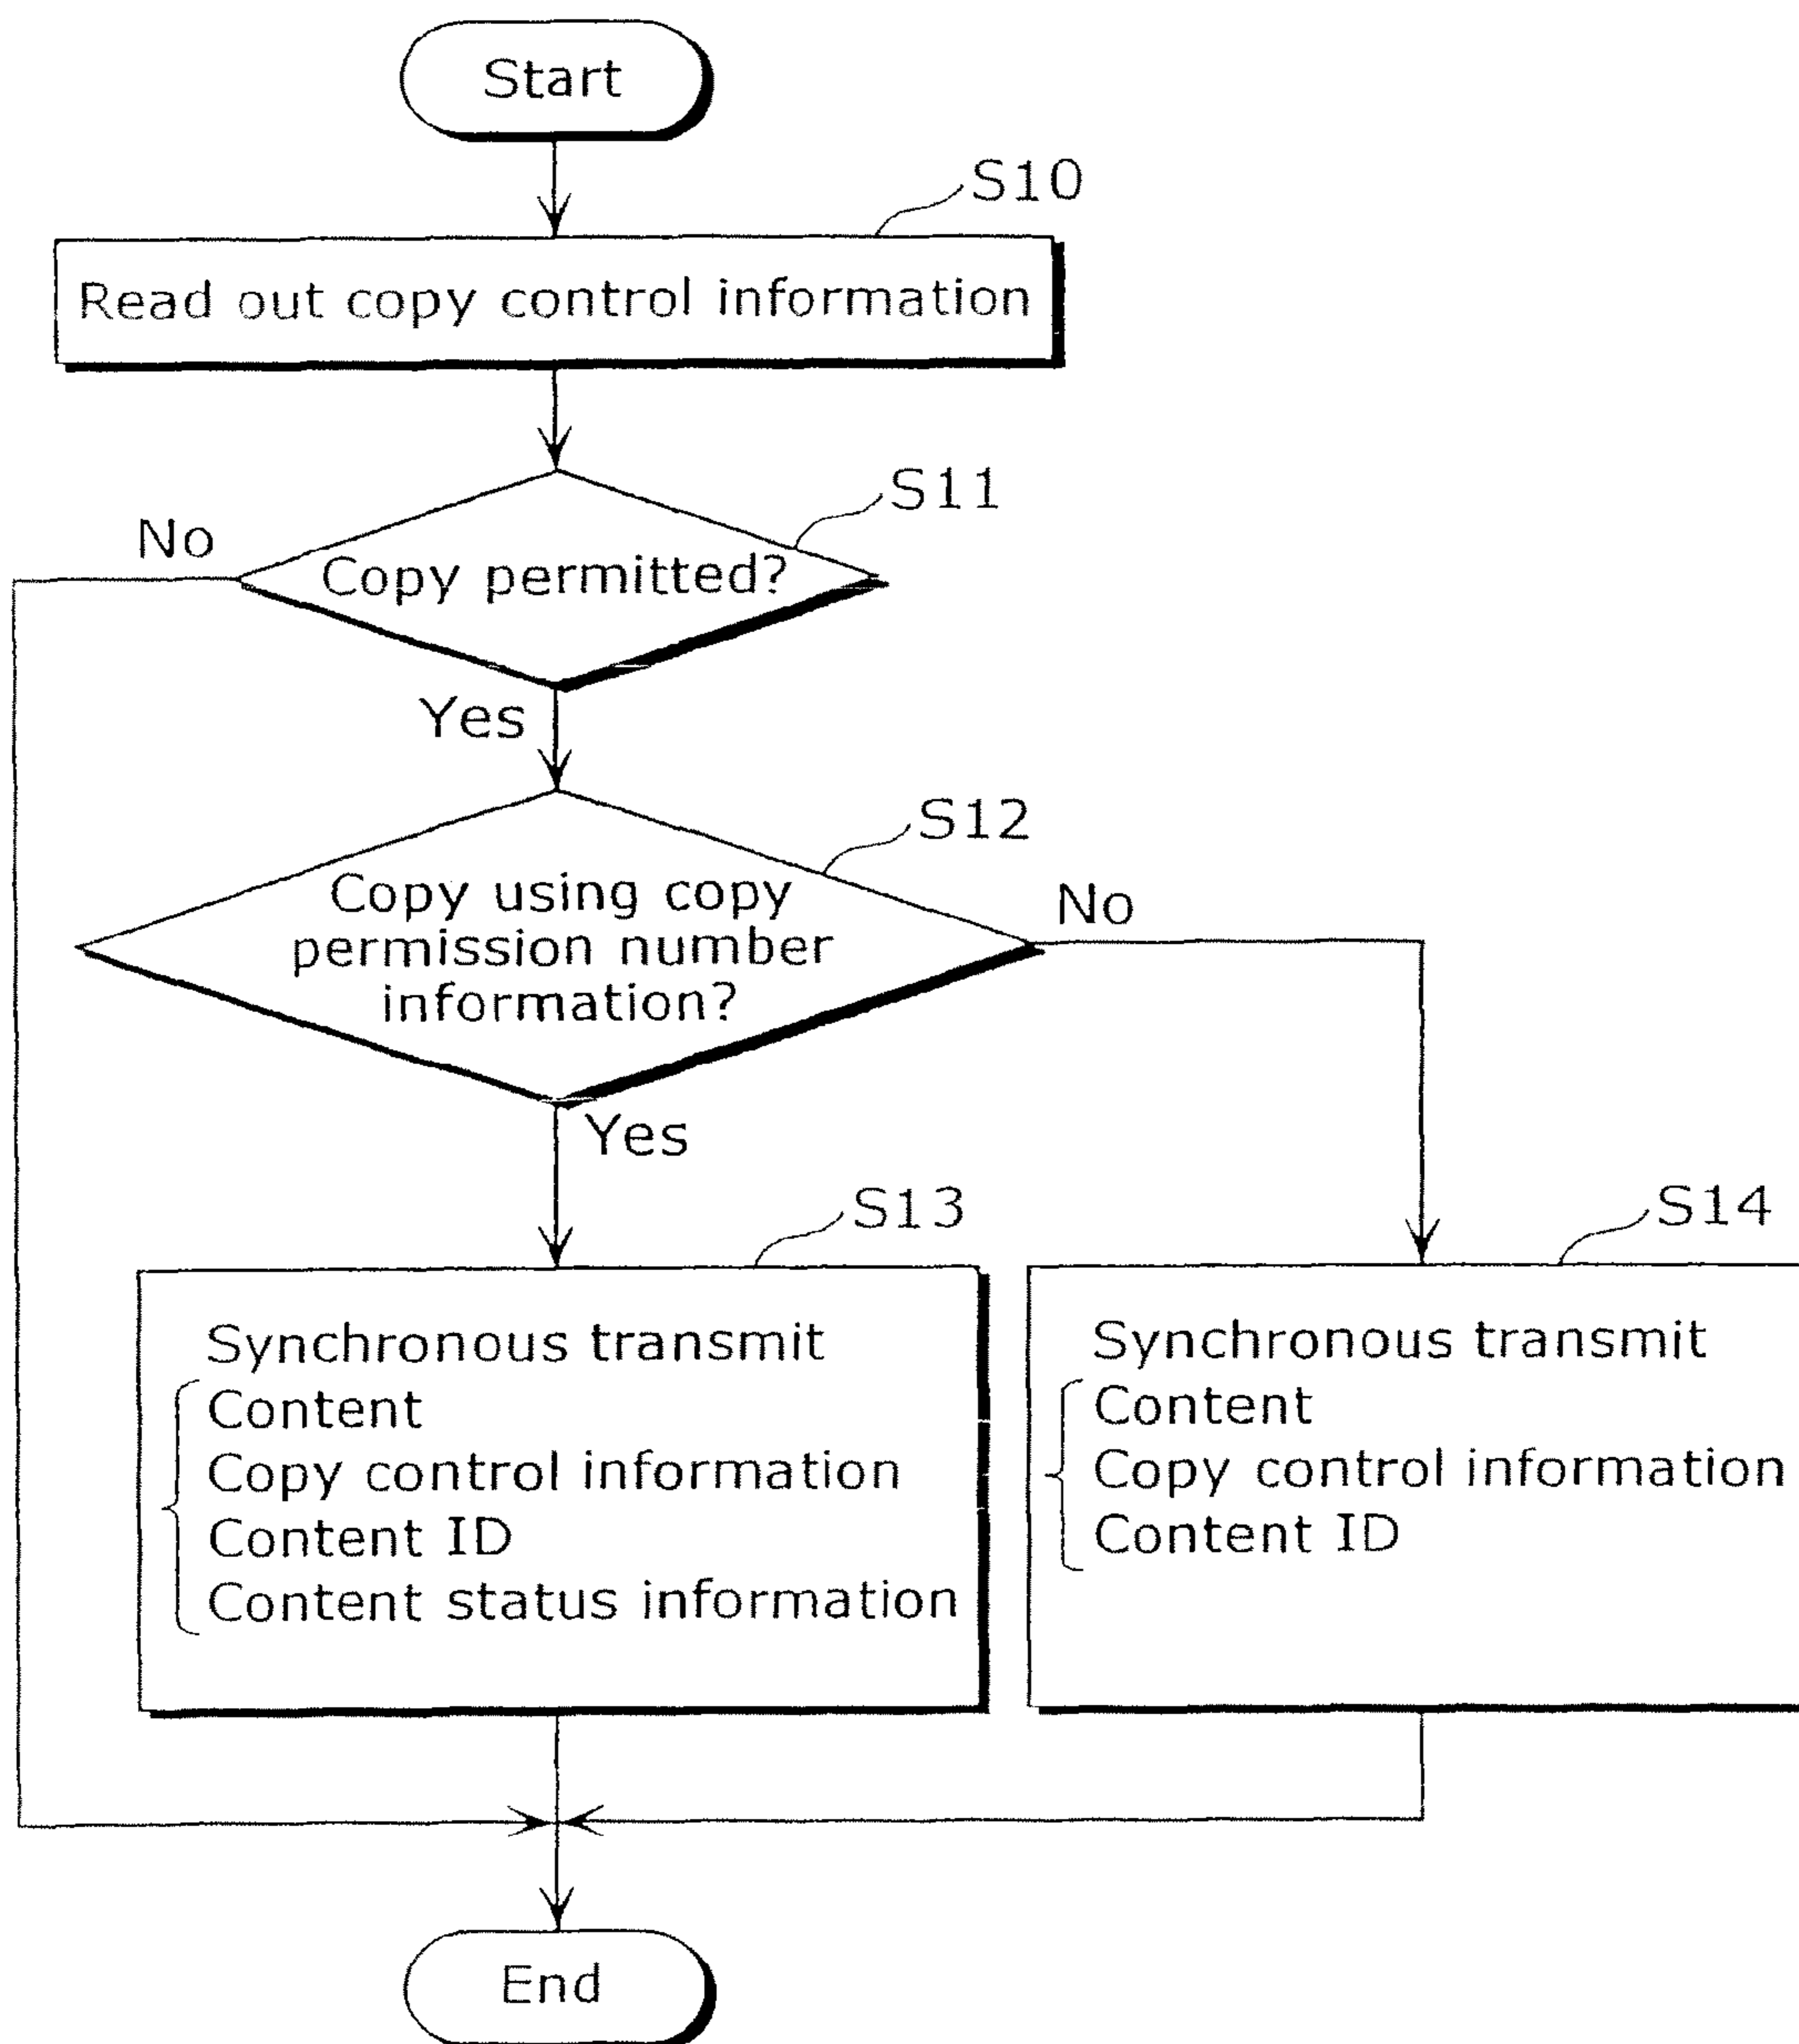 Start
S10
Read out copy control information
S11
No
Copy permitted?
Yes
S12
Copy using copy
permission number
information?
No
Yes
S13
S14
Synchronous transmit
Content
Copy control information
Content ID
Content status information
Synchronous transmit
Content
Copy control information
Content ID
End